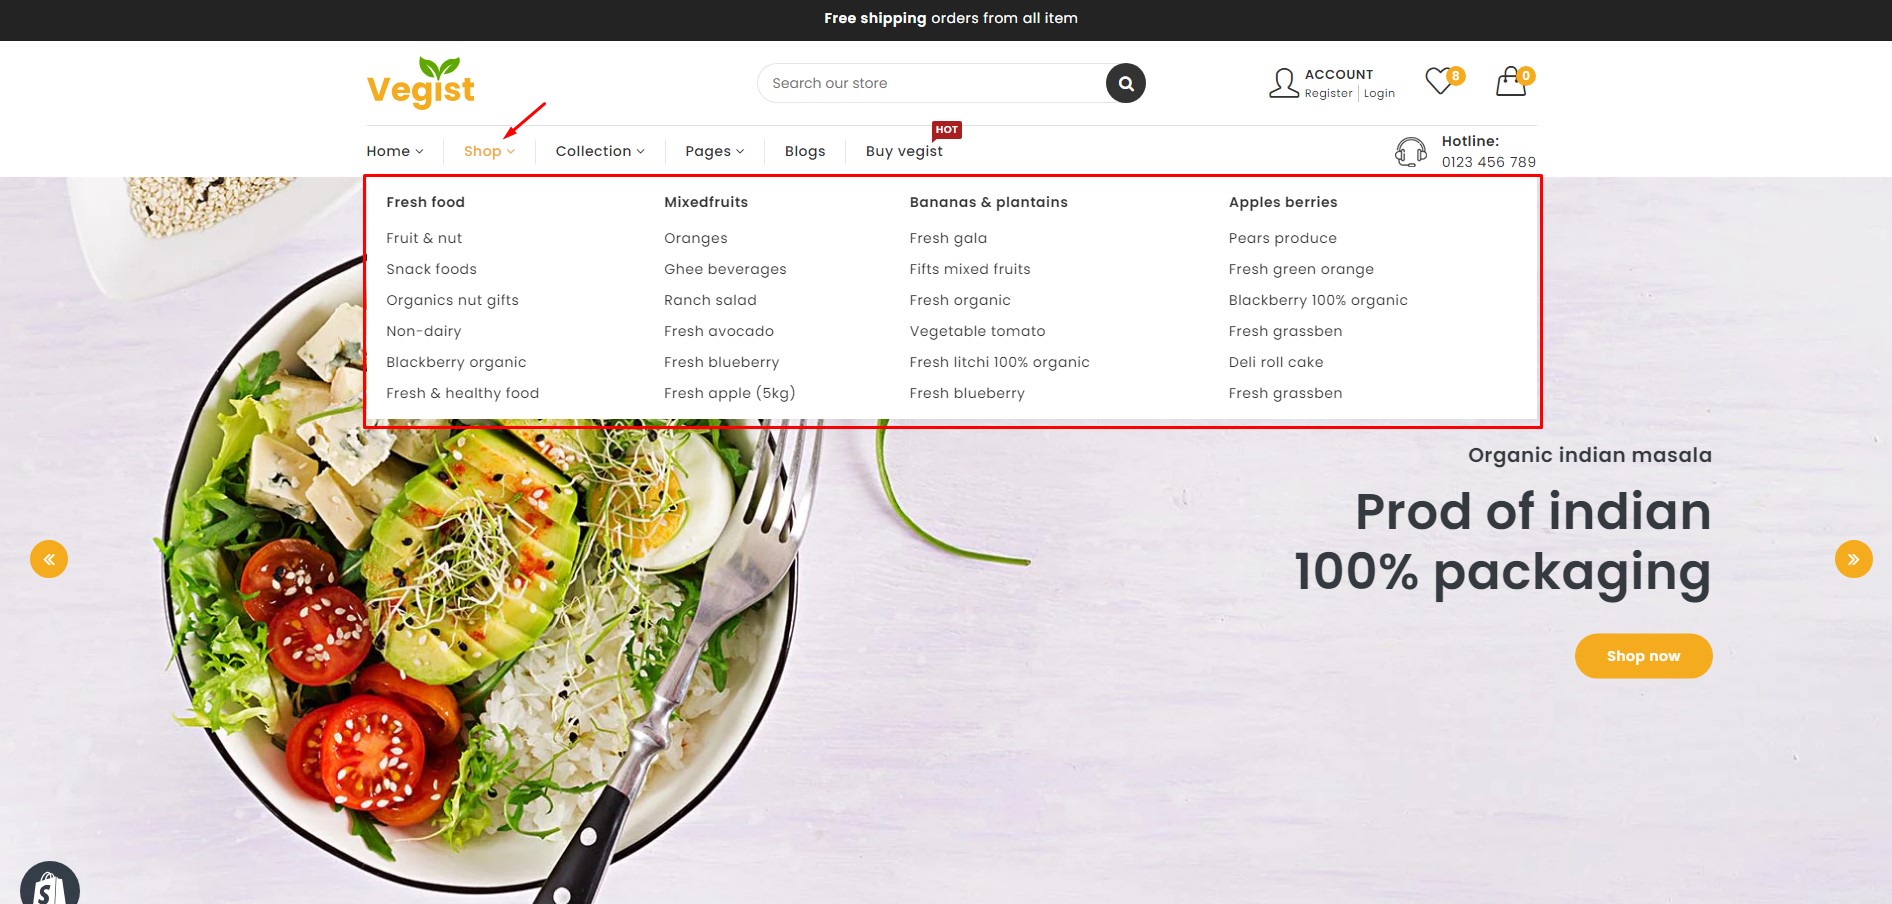 Free shipping orders from all item
Vegist
Search our store
ACCOUNT
Register | Login
8
0
HOT
Home
Shop
Collection
Pages
Blogs
Buy vegist
Hotline:
0123 456 789
Fresh food
Fruit & nut
Snack foods
Organics nut gifts
Non-dairy
Blackberry organic
Fresh & healthy food
Mixedfruits
Oranges
Ghee beverages
Ranch salad
Fresh avocado
Fresh blueberry
Fresh apple (5kg)
Bananas & plantains
Fresh gala
Fifts mixed fruits
Fresh organic
Vegetable tomato
Fresh litchi 100% organic
Fresh blueberry
Apples berries
Pears produce
Fresh green orange
Blackberry 100% organic
Fresh grassben
Deli roll cake
Fresh grassben
Organic indian masala
Prod of indian
100% packaging
Shop now